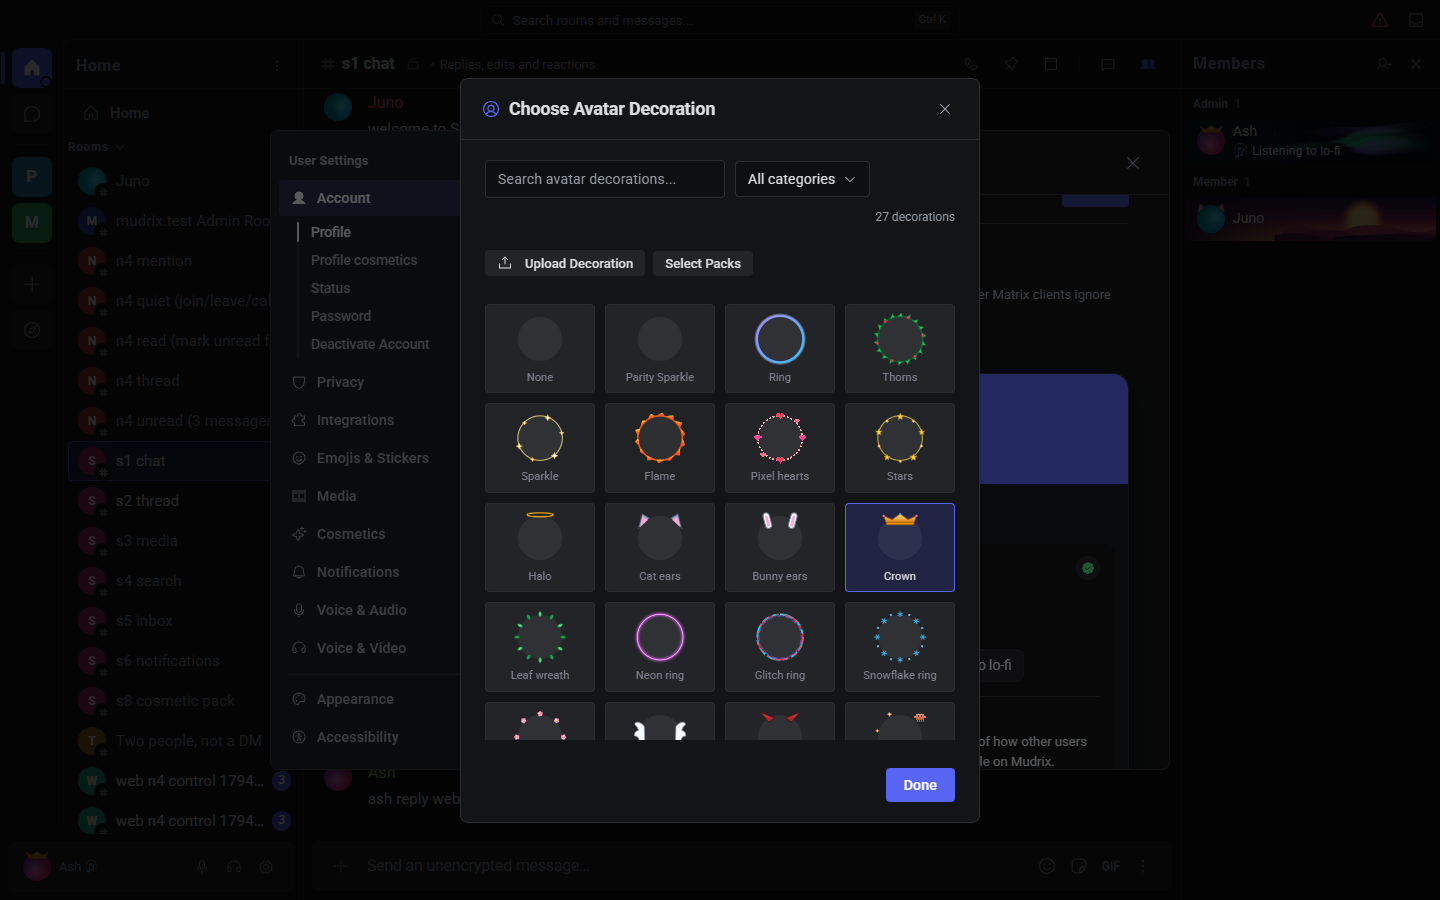 Search rooms and messages...
Ctrl K
Home
# s1 chat
Replies, edits and reactions
Members
Home
Rooms
Juno
mudrix.test Admin Roo
n4 mention
n4 quiet (join/leave/cal
n4 read (mark unread f
n4 thread
n4 unread (3 messages
s1 chat
s2 thread
s3 media
s4 search
s5 inbox
s6 notifications
s8 cosmetic pack
Two people, not a DM
web n4 control 1794...
3
web n4 control 1794...
3
P
M
M
N
N
N
N
N
S
S
S
S
S
S
S
T
W
W
Ash
Juno
welcome to S
User Settings
Account
Profile
Profile cosmetics
Status
Password
Deactivate Account
Privacy
Integrations
Emojis & Stickers
Media
Cosmetics
Notifications
Voice & Audio
Voice & Video
Appearance
Accessibility
Choose Avatar Decoration
Search avatar decorations...
All categories
27 decorations
Upload Decoration
Select Packs
None
Parity Sparkle
Ring
Thorns
Sparkle
Flame
Pixel hearts
Stars
Halo
Cat ears
Bunny ears
Crown
Leaf wreath
Neon ring
Glitch ring
Snowflake ring
Done
er Matrix clients ignore
o lo-fi
of how other users
le on Mudrix.
Ash
ash reply web
Send an unencrypted message...
GIF
Admin 1
Ash
Listening to lo-fi
Member 1
Juno